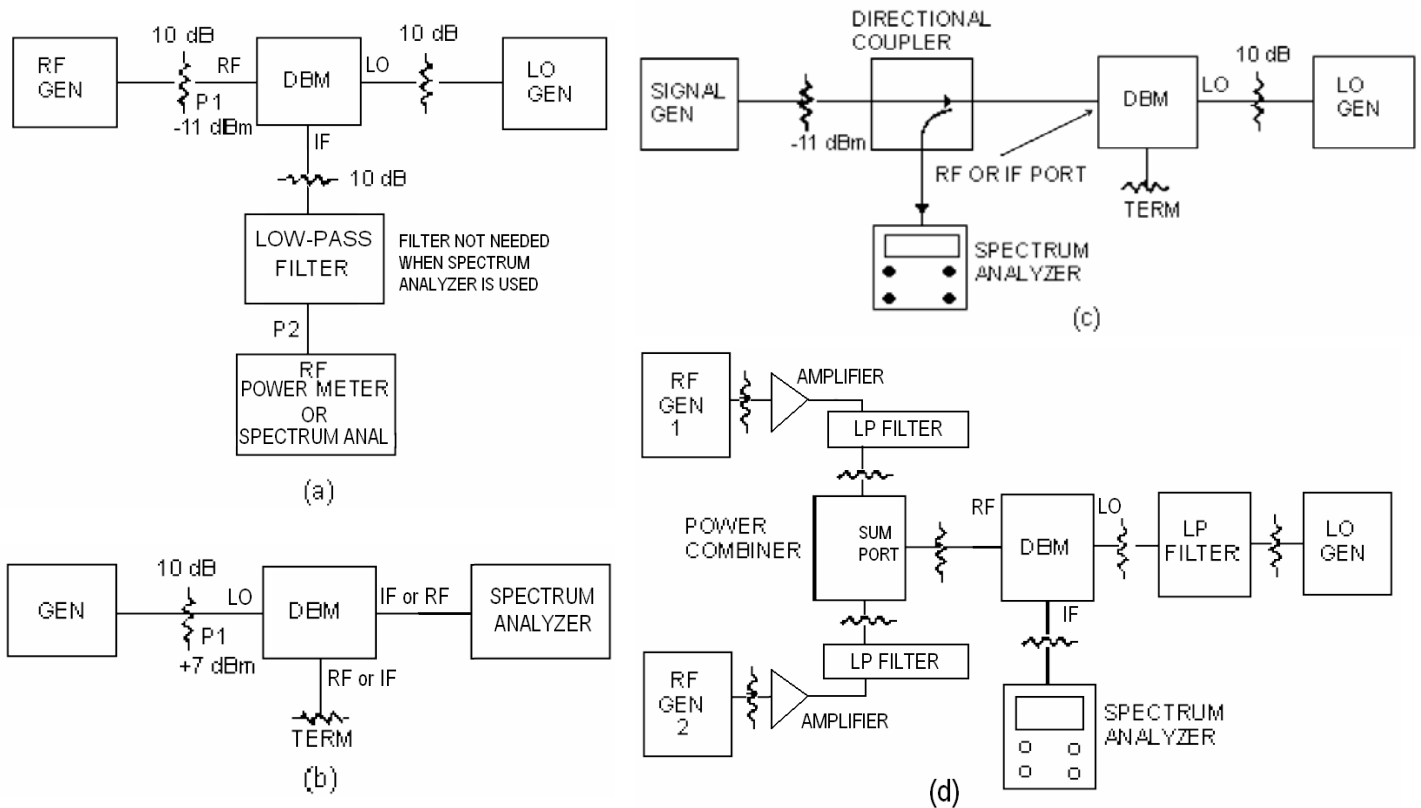 10 dB
10 dB
RF
GEN
RF
DBM
LO
LO
GEN
P1
-11 dBm
IF
10 dB
LOW-PASS
FILTER
FILTER NOT NEEDED
WHEN SPECTRUM
ANALYZER IS USED
P2
RF
POWER METER
OR
SPECTRUM ANAL
(a)
10 dB
GEN
LO
DBM
IF or RF
SPECTRUM
ANALYZER
P1
+7 dBm
RF or IF
TERM
(b)
DIRECTIONAL
COUPLER
SIGNAL
GEN
-11 dBm
DBM
LO
10 dB
LO
GEN
RF OR IF PORT
TERM
SPECTRUM
ANALYZER
(c)
RF
GEN
1
AMPLIFIER
LP FILTER
POWER
COMBINER
SUM
PORT
RF
DBM
LO
LP
FILTER
LO
GEN
IF
LP FILTER
RF
GEN
2
AMPLIFIER
SPECTRUM
ANALYZER
(d)